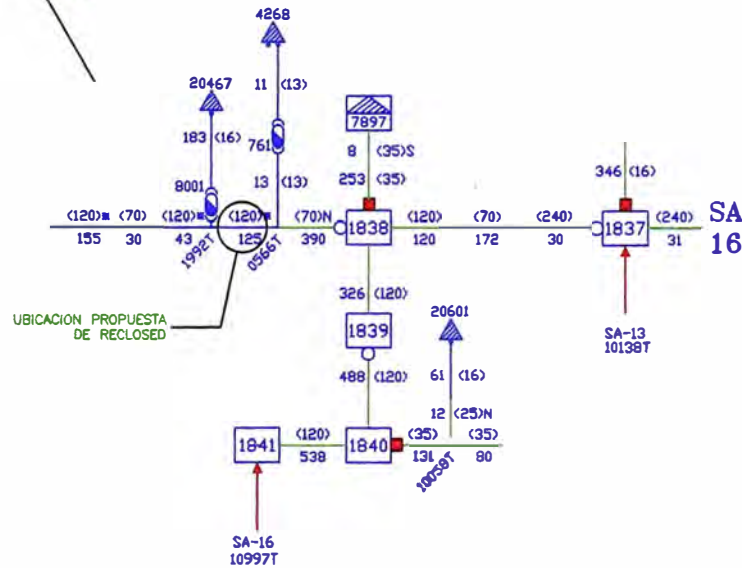 4268
20467
11 (13)
7897
183 (16)
761
8 (35)S
346 (16)
8001
13 (13)
253 (35)
(120)■ (70) (120)■ (120)■ (70)N 1838 (120) (70) (240) 1837 (240) SA
155 30 43 125 390 120 172 30 31 16
1992T
0566T
UBICACION PROPUESTA
DE RECLOSED
326 (120)
1839
20601
SA-13
10138T
488 (120)
61 (16)
12 (25)N
1841 (120) 1840 (35) (35)
538 131 80
10058T
SA-16
10997T